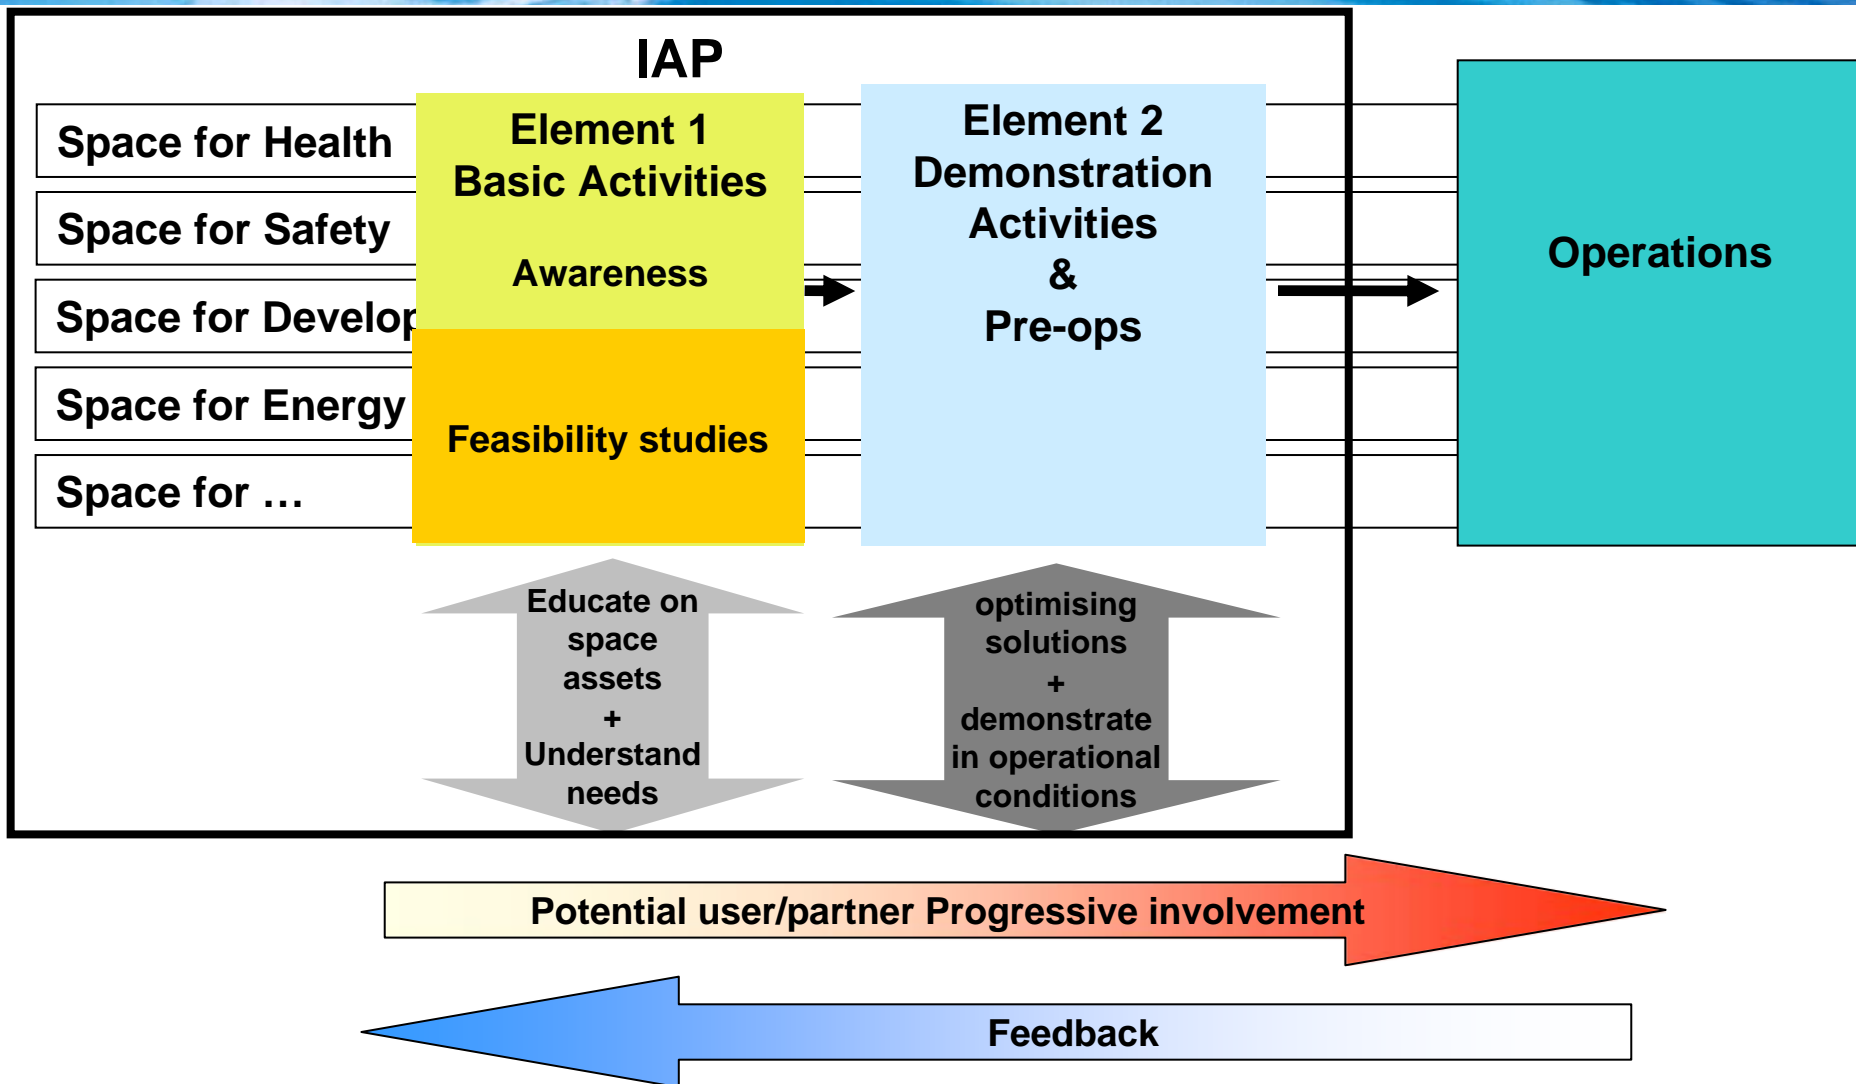 IAP
Space for Health
Space for Safety
Space for Develop
Space for Energy
Space for …
Element 1
Basic Activities
Awareness
Feasibility studies
Element 2
Demonstration
Activities
&
Pre-ops
Operations
Educate on
space
assets
+
Understand
needs
optimising
solutions
+
demonstrate
in operational
conditions
Potential user/partner Progressive involvement
Feedback